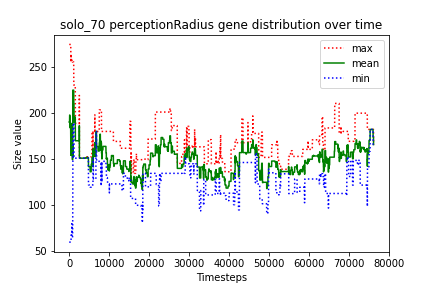 solo_70 perceptionRadius gene distribution over time
max
mean
min
Size value
250
200
150
100
50
0 10000 20000 30000 40000 50000 60000 70000 80000
Timesteps